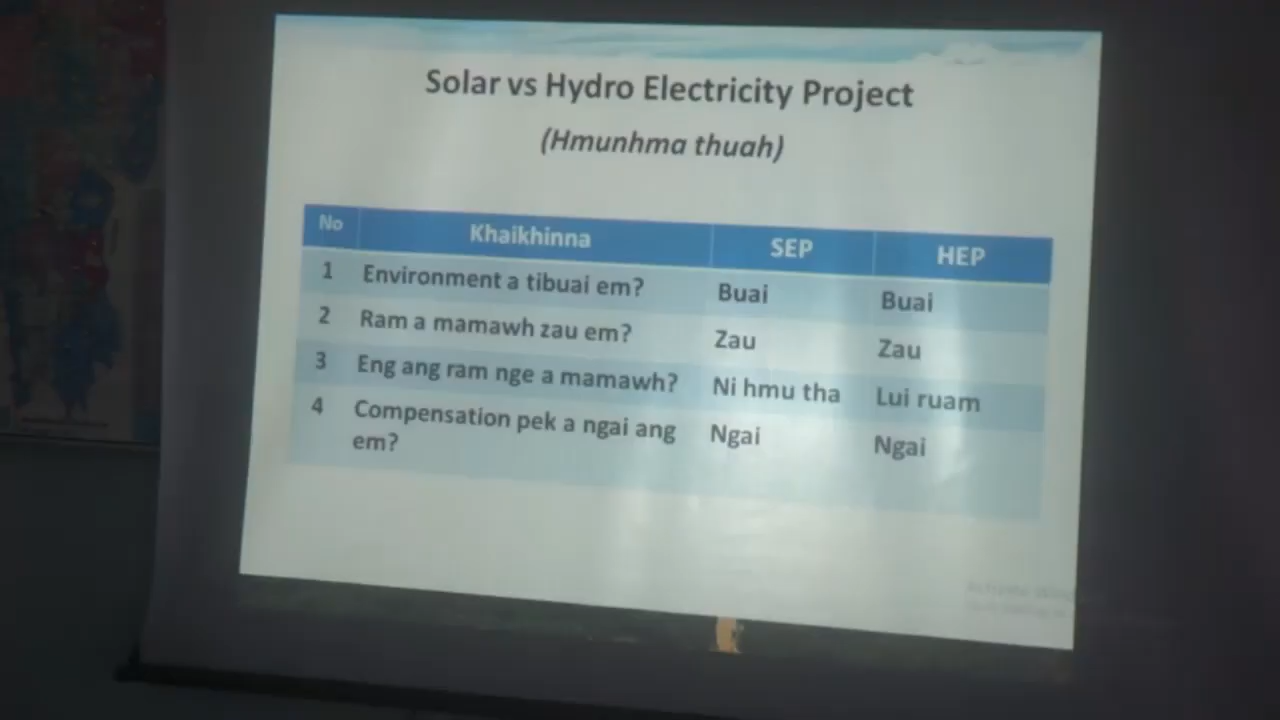 Solar vs Hydro Electricity Project
(Hmunhma thuah)
No Khaikhinna SEP HEP
1 Environment a tibuai em? Buai Buai
2 Ram a mamawh zau em? Zau Zau
3 Eng ang ram nge a mamawh? Ni hmu tha Lui ruam
4 Compensation pek a ngai ang Ngai Ngai
em?